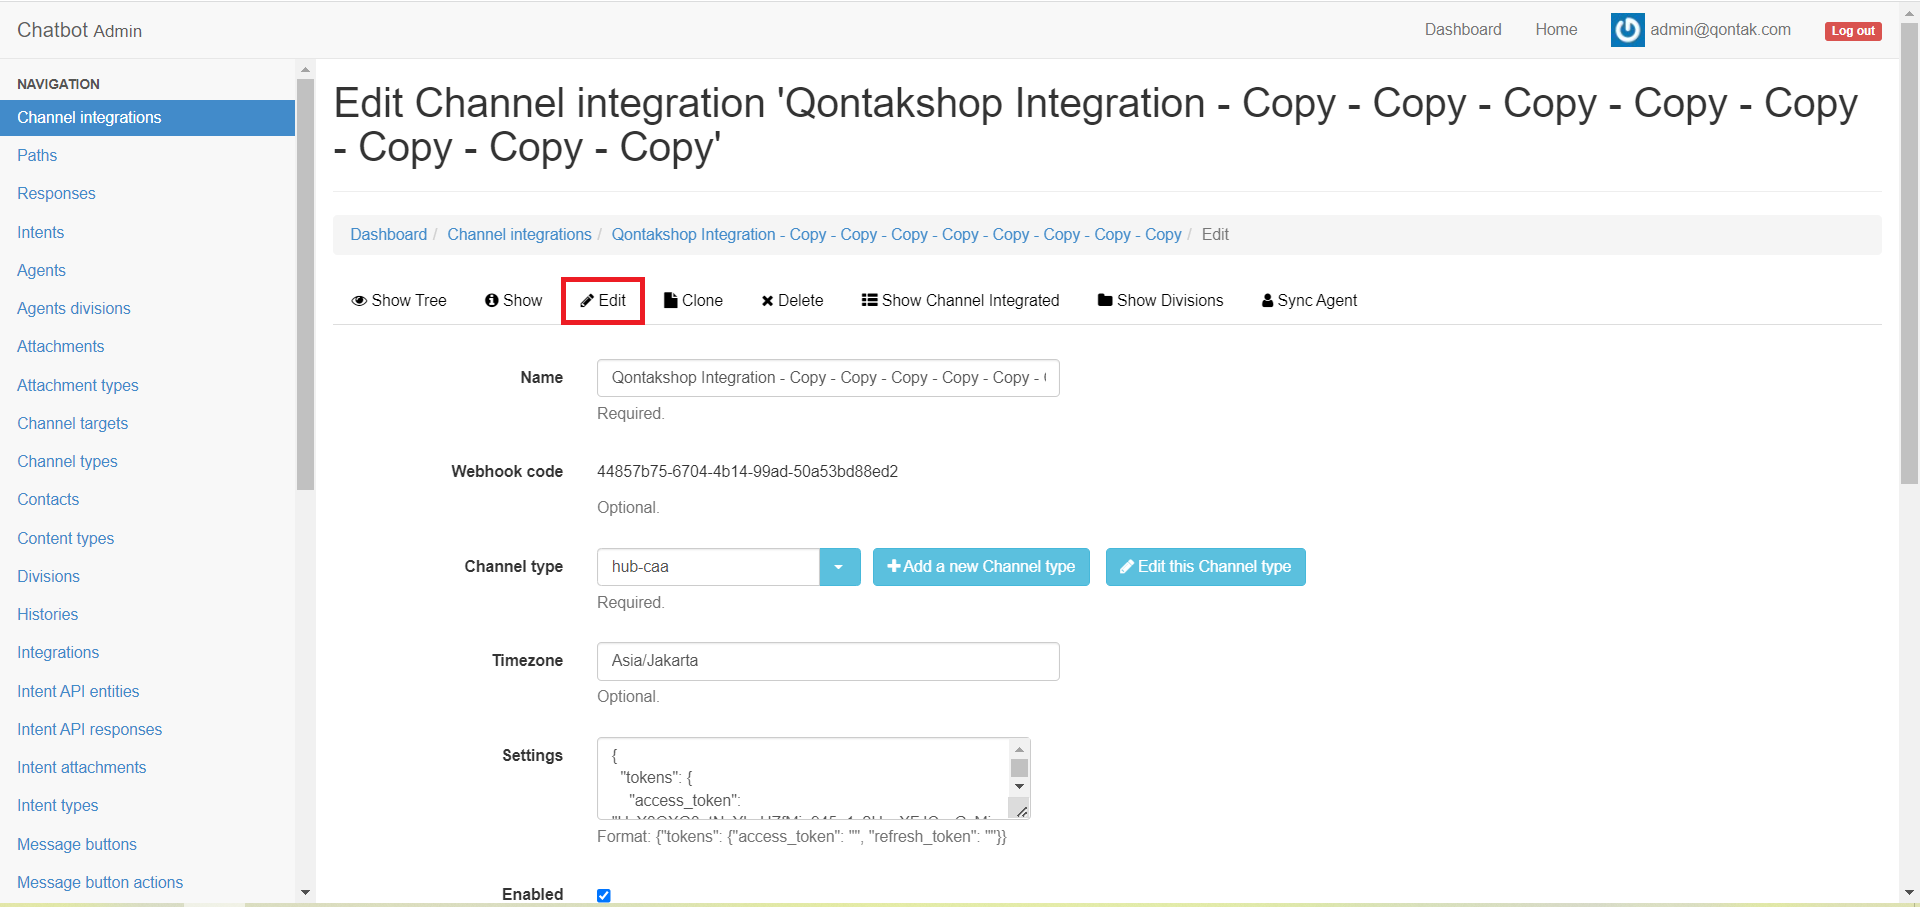 Chatbot Admin
Dashboard
Home
admin@qontak.com
Log out
NAVIGATION
Channel integrations
Paths
Responses
Intents
Agents
Agents divisions
Attachments
Attachment types
Channel targets
Channel types
Contacts
Content types
Divisions
Histories
Integrations
Intent API entities
Intent API responses
Intent attachments
Intent types
Message buttons
Message button actions
Edit Channel integration 'Qontakshop Integration - Copy - Copy - Copy - Copy - Copy
- Copy - Copy - Copy'
Dashboard / Channel integrations / Qontakshop Integration - Copy - Copy - Copy - Copy - Copy - Copy - Copy - Copy / Edit
Show Tree
Show
Edit
Clone
Delete
Show Channel Integrated
Show Divisions
Sync Agent
Name
Qontakshop Integration - Copy - Copy - Copy - Copy - Copy -
Required.
Webhook code
44857b75-6704-4b14-99ad-50a53bd88ed2
Optional.
Channel type
hub-caa
Add a new Channel type
Edit this Channel type
Required.
Timezone
Asia/Jakarta
Optional.
Settings
{
"tokens": {
"access_token":
Format: {"tokens": {"access_token": "", "refresh_token": ""}}
Enabled